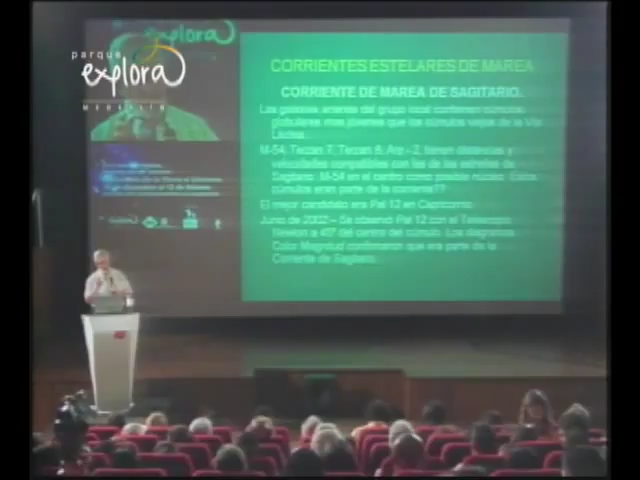 parque
explora
MEDELLÍN
explora
CORRIENTES ESTELARES DE MAREA
CORRIENTE DE MAREA DE SAGITARIO.
Las galaxias enanas del grupo local contienen cúmulos
globulares mas jóvenes que los cúmulos viejos de la Vía
Láctea.
M-54, Terzan 7, Terzan 8, Arp - 2, tienen distancias y
velocidades compatibles con las de las estrellas de
Sagitario. M-54 en el centro como posible núcleo. Estos
cúmulos eran parte de la corriente??
El mejor candidato era Pal 12 en Capricornio.
Junio de 2002 – Se observó Pal 12 con el Telescopio
Newton a 40° del centro del cúmulo. Los diagramas
Color Magnitud confirmaron que era parte de la
Corriente de Sagitario.